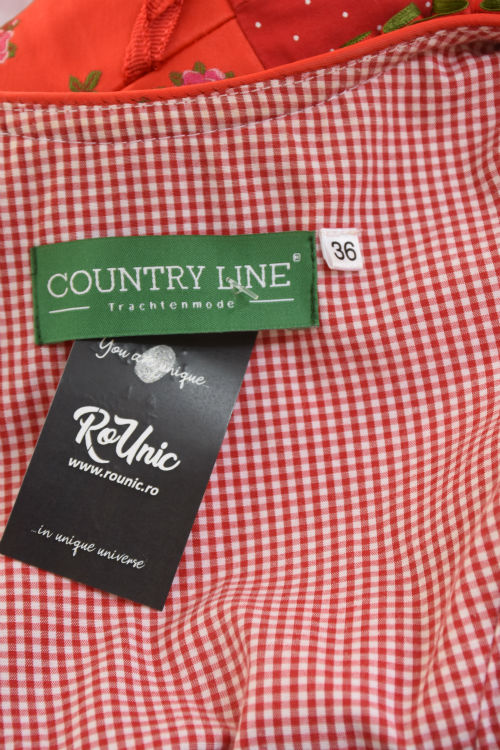 COUNTRY LINE®
Trachtenmode
36
You are unique...
RoUnic
www.rounic.ro
...in unique universe